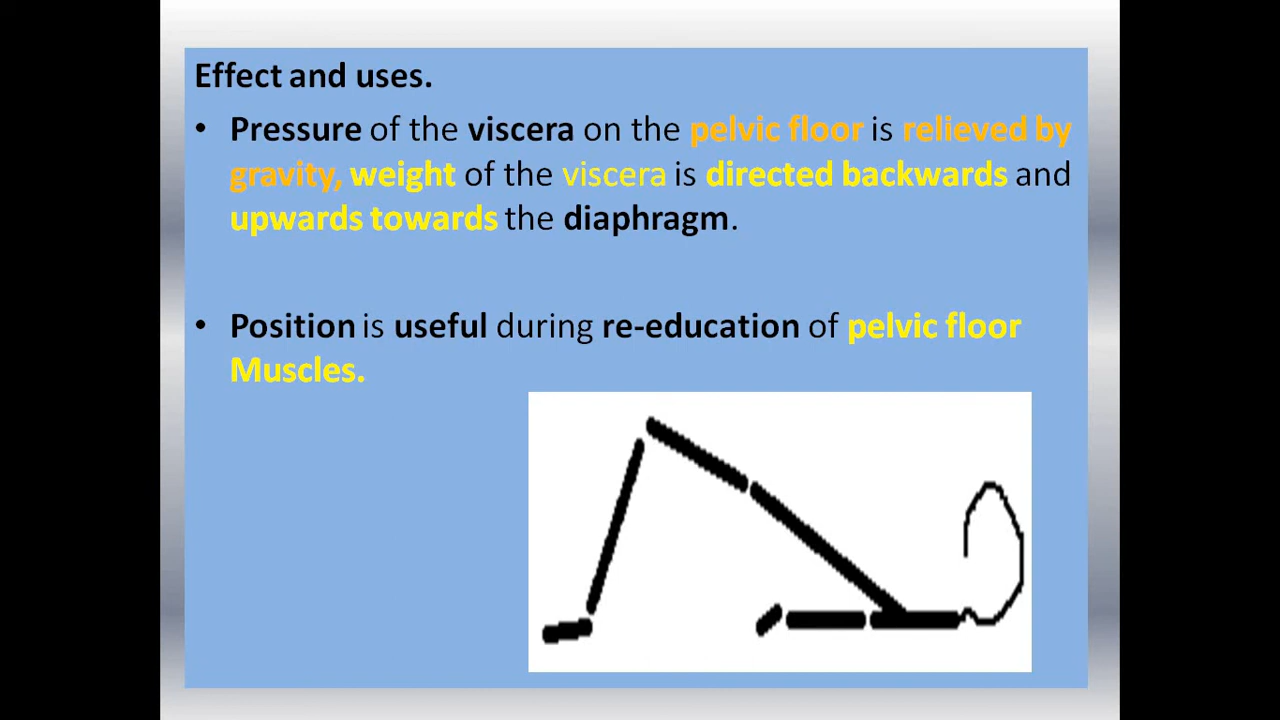 Effect and uses.
• Pressure of the viscera on the pelvic floor is relieved by
gravity, weight of the viscera is directed backwards and
upwards towards the diaphragm.
• Position is useful during re-education of pelvic floor
Muscles.